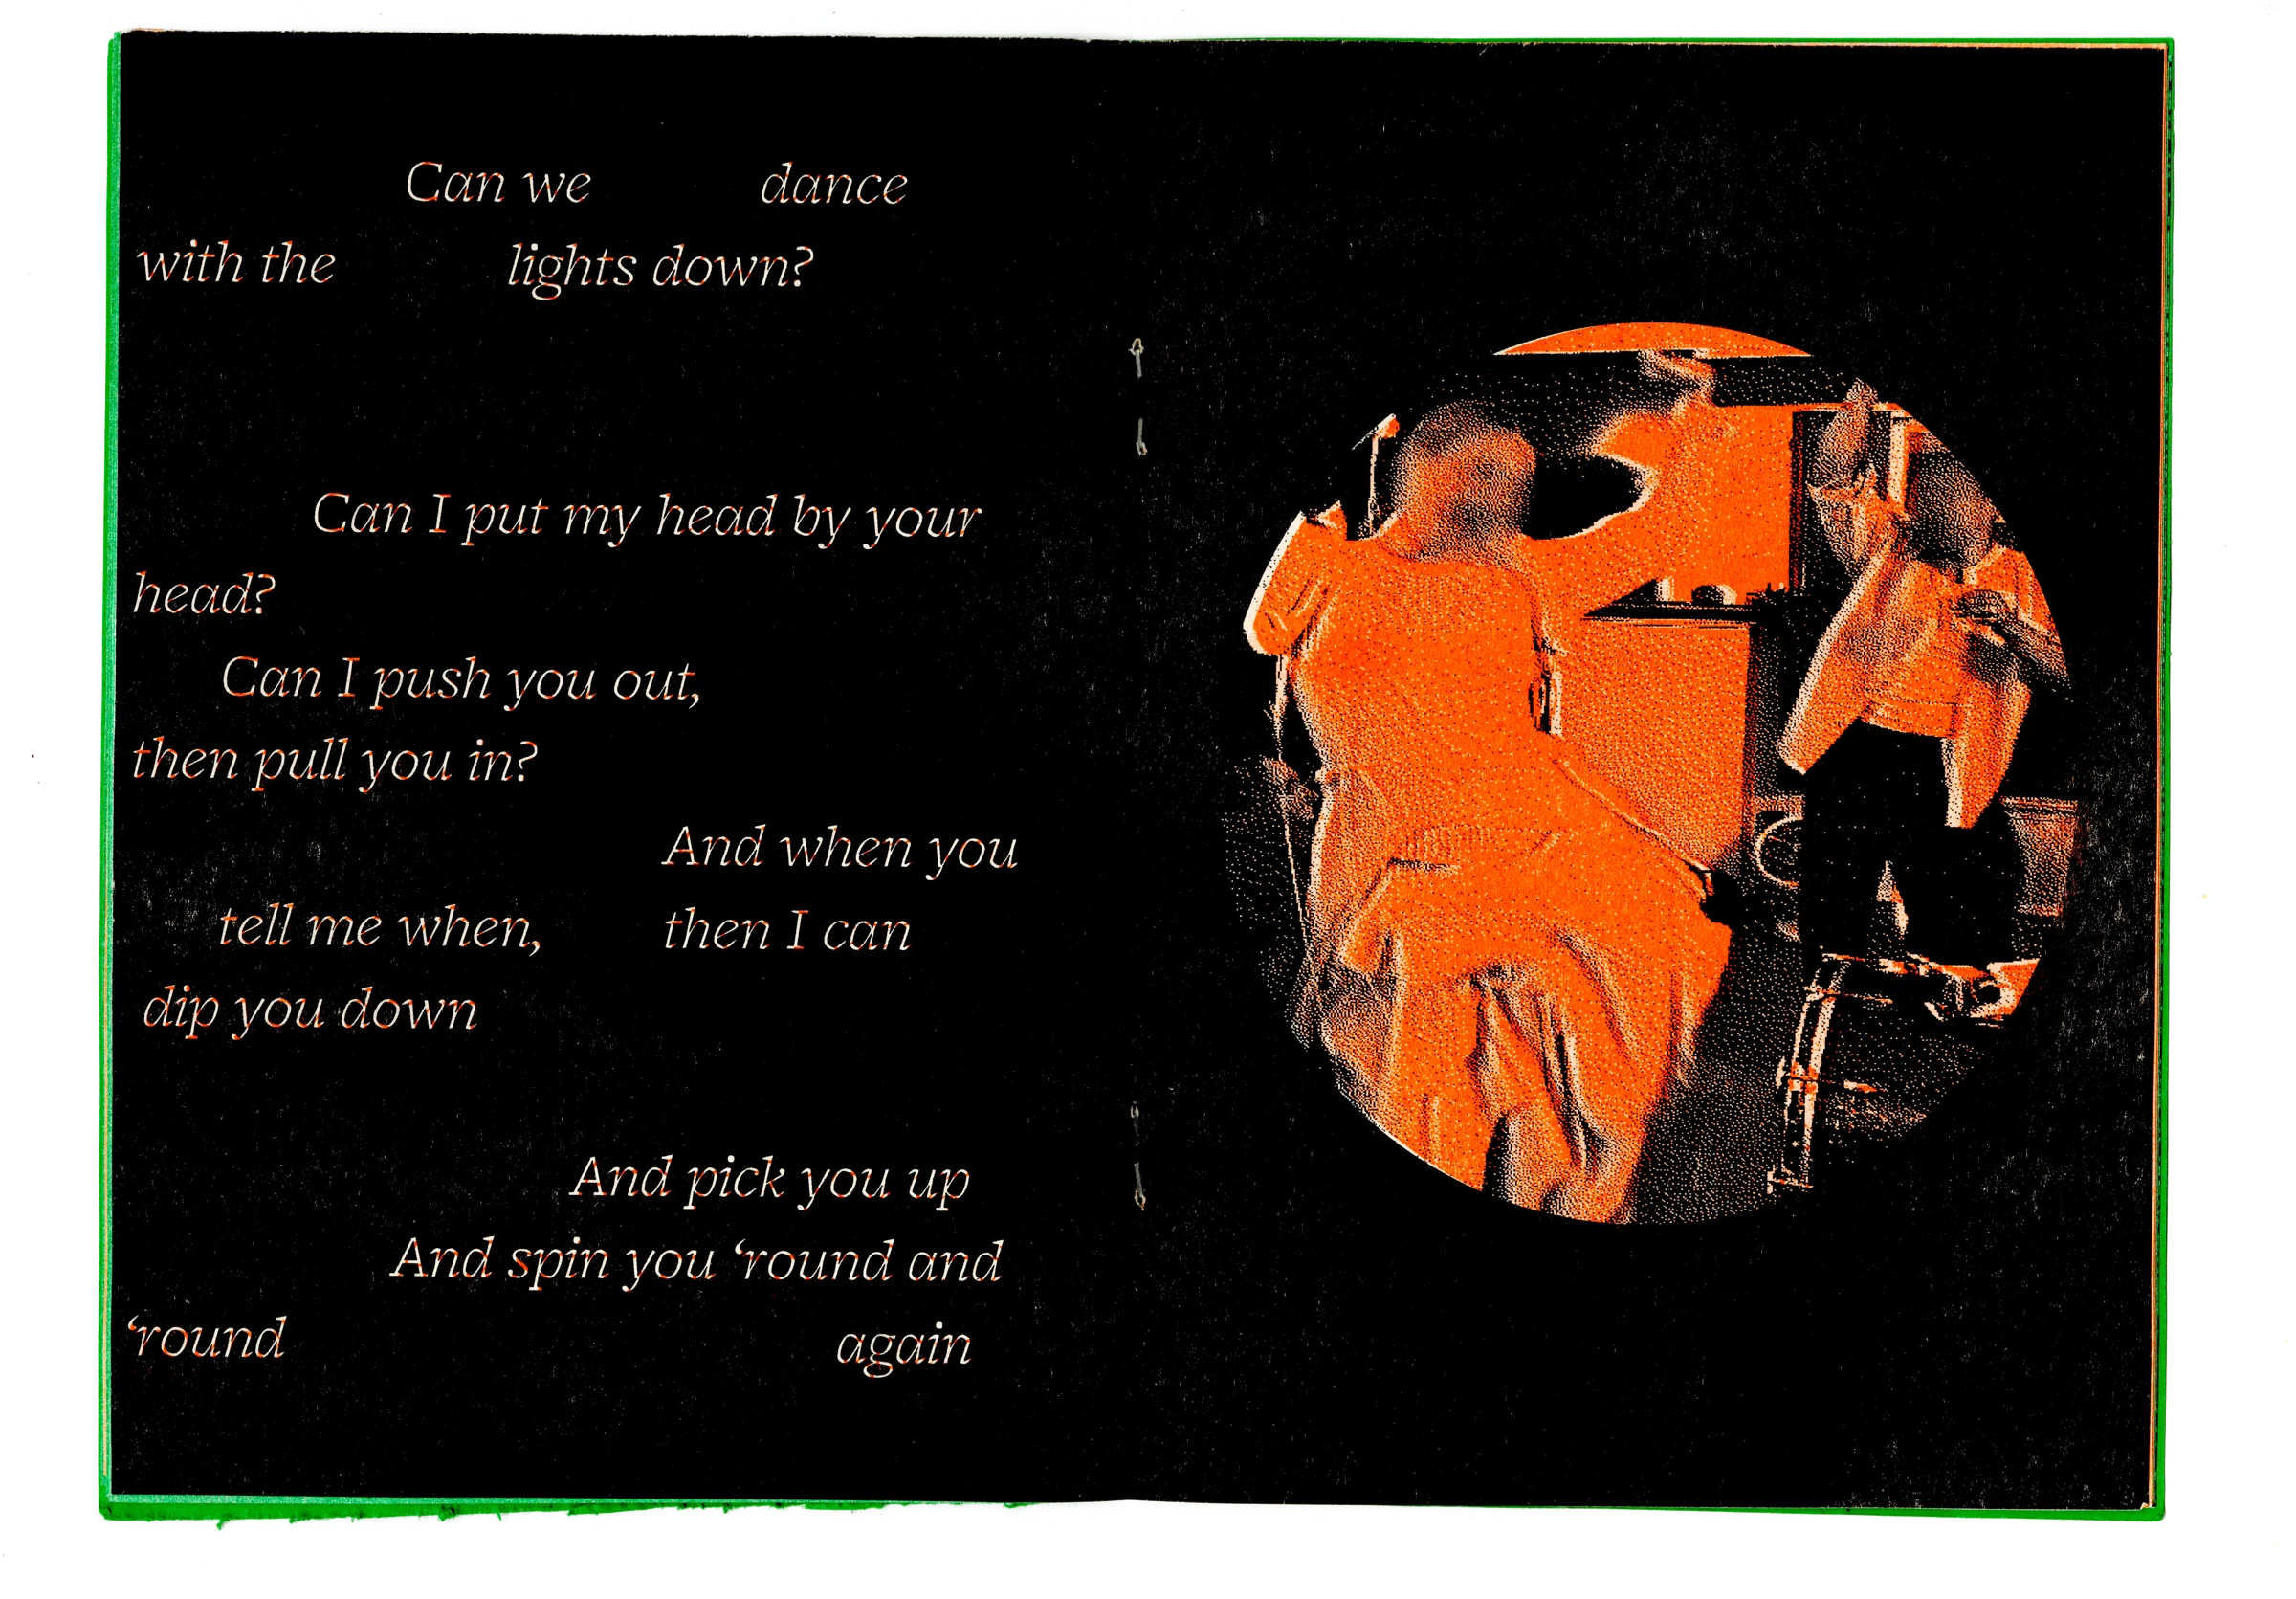 Can we dance
with the lights down?
Can I put my head by your
head?
Can I push you out,
then pull you in?
And when you
tell me when, then I can
dip you down
And pick you up
And spin you ‘round and
‘round again